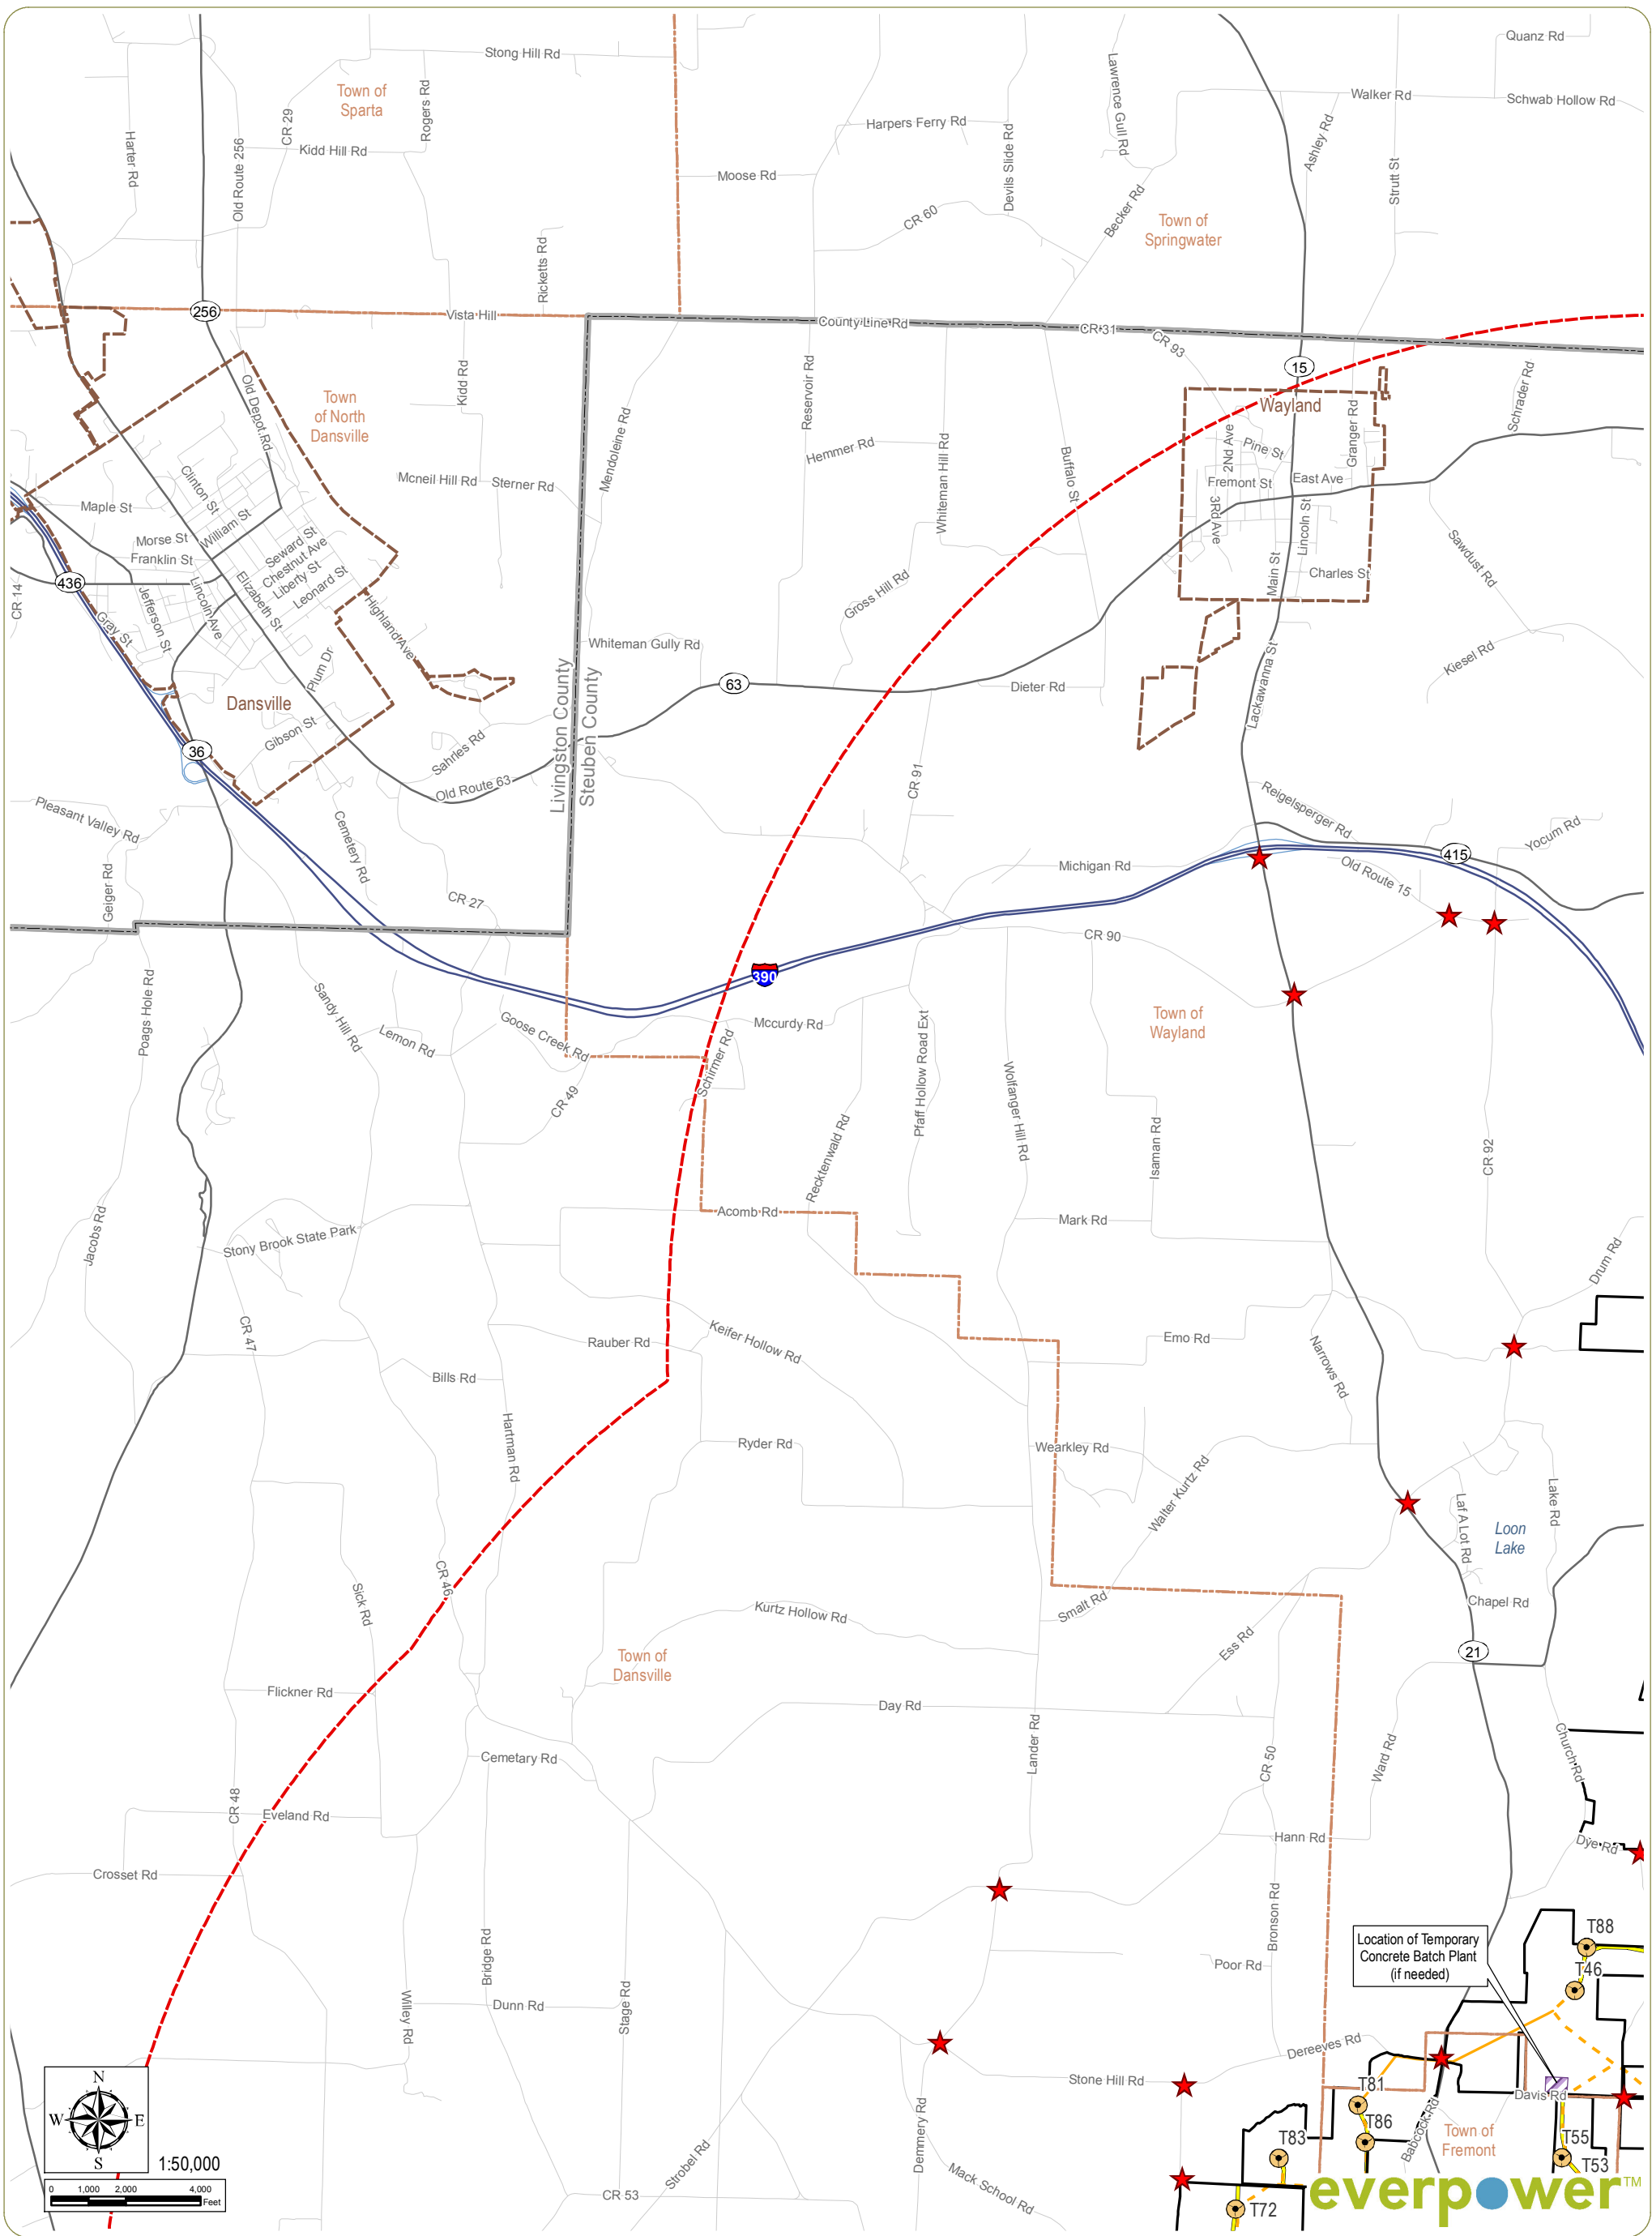 Quanz Rd
Stong Hill Rd
Lawrence Gull Rd
Walker Rd
Schwab Hollow Rd
Town of
Sparta
Rogers Rd
CR 29
Harter Rd
Old Route 256
Kidd Hill Rd
Harpers Ferry Rd
Devils Slide Rd
Ashley Rd
Strutt St
Moose Rd
CR 60
Becker Rd
Town of
Springwater
Ricketts Rd
256
Vista Hill
County Line Rd
CR 31
CR 93
15
Kidd Rd
Reservoir Rd
Schrader Rd
Town
of North
Dansville
Old Depot Rd
Wayland
Mendoleine Rd
Hemmer Rd
Whiteman Hill Rd
Buffalo St
2Nd Ave
Pine St
Granger Rd
Clinton St
Mcneil Hill Rd
Sterner Rd
Fremont St
East Ave
Maple St
William St
3Rd Ave
Lincoln St
Morse St
Franklin St
Seward St
Chestnut Ave
Liberty St
Leonard St
Sawdust Rd
436
CR 14
Jefferson St
Lincoln Ave
Elizabeth St
Highland Ave
Gross Hill Rd
Main St
Charles St
Gray St
Whiteman Gully Rd
Kiesel Rd
Plum Dr
63
Dieter Rd
Lackawanna St
Dansville
Gibson St
Livingston County
Steuben County
36
Sahrles Rd
Old Route 63
CR 91
Pleasant Valley Rd
Cemetery Rd
Reigelsperger Rd
Yocum Rd
415
Michigan Rd
Old Route 15
Geiger Rd
CR 27
CR 90
390
Poags Hole Rd
Sandy Hill Rd
Lemon Rd
Goose Creek Rd
Mccurdy Rd
Town of
Wayland
Schirmer Rd
CR 49
Pfaff Hollow Road Ext
Wolfanger Hill Rd
Recktenwald Rd
Isaman Rd
CR 92
Jacobs Rd
Acomb Rd
Mark Rd
Stony Brook State Park
Drum Rd
CR 47
Rauber Rd
Keifer Hollow Rd
Emo Rd
Narrows Rd
Bills Rd
Hartman Rd
Ryder Rd
Wearkley Rd
Walter Kurtz Rd
Laf A Lot Rd
Lake Rd
Loon
Lake
CR 46
Sick Rd
Kurtz Hollow Rd
Smalt Rd
Chapel Rd
Ess Rd
21
Town of
Dansville
Flickner Rd
Day Rd
Lander Rd
CR 50
Ward Rd
Church Rd
Cemetary Rd
CR 48
Eveland Rd
Hann Rd
Dye Rd
Crosset Rd
Bronson Rd
Bridge Rd
Location of Temporary
Concrete Batch Plant
(if needed)
T88
T46
Poor Rd
Willey Rd
Dunn Rd
Stage Rd
Dereeves Rd
Stone Hill Rd
T81
Davis Rd
T86
Babcock Rd
Town of
Fremont
T83
T55
T53
Demmery Rd
Strobel Rd
Mack School Rd
CR 53
T72
N
W
E
S
1:50,000
0 1,000 2,000 4,000
Feet
everpower™